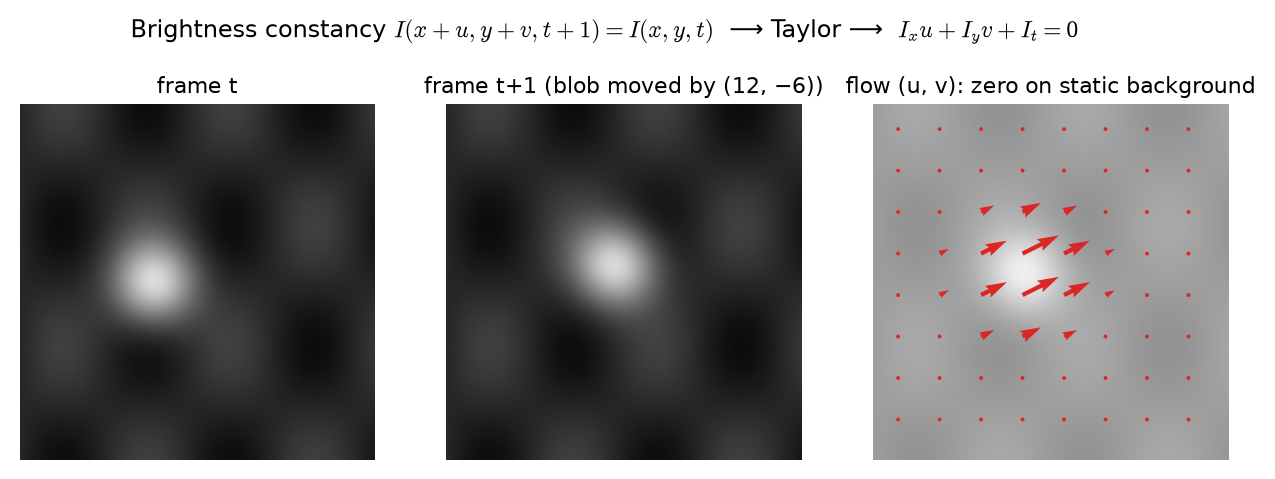 Brightness constancy I(x + u, y + v, t + 1) = I(x, y, t) ⟶ Taylor ⟶ I_x u + I_y v + I_t = 0
frame t
frame t+1 (blob moved by (12, −6))
flow (u, v): zero on static background